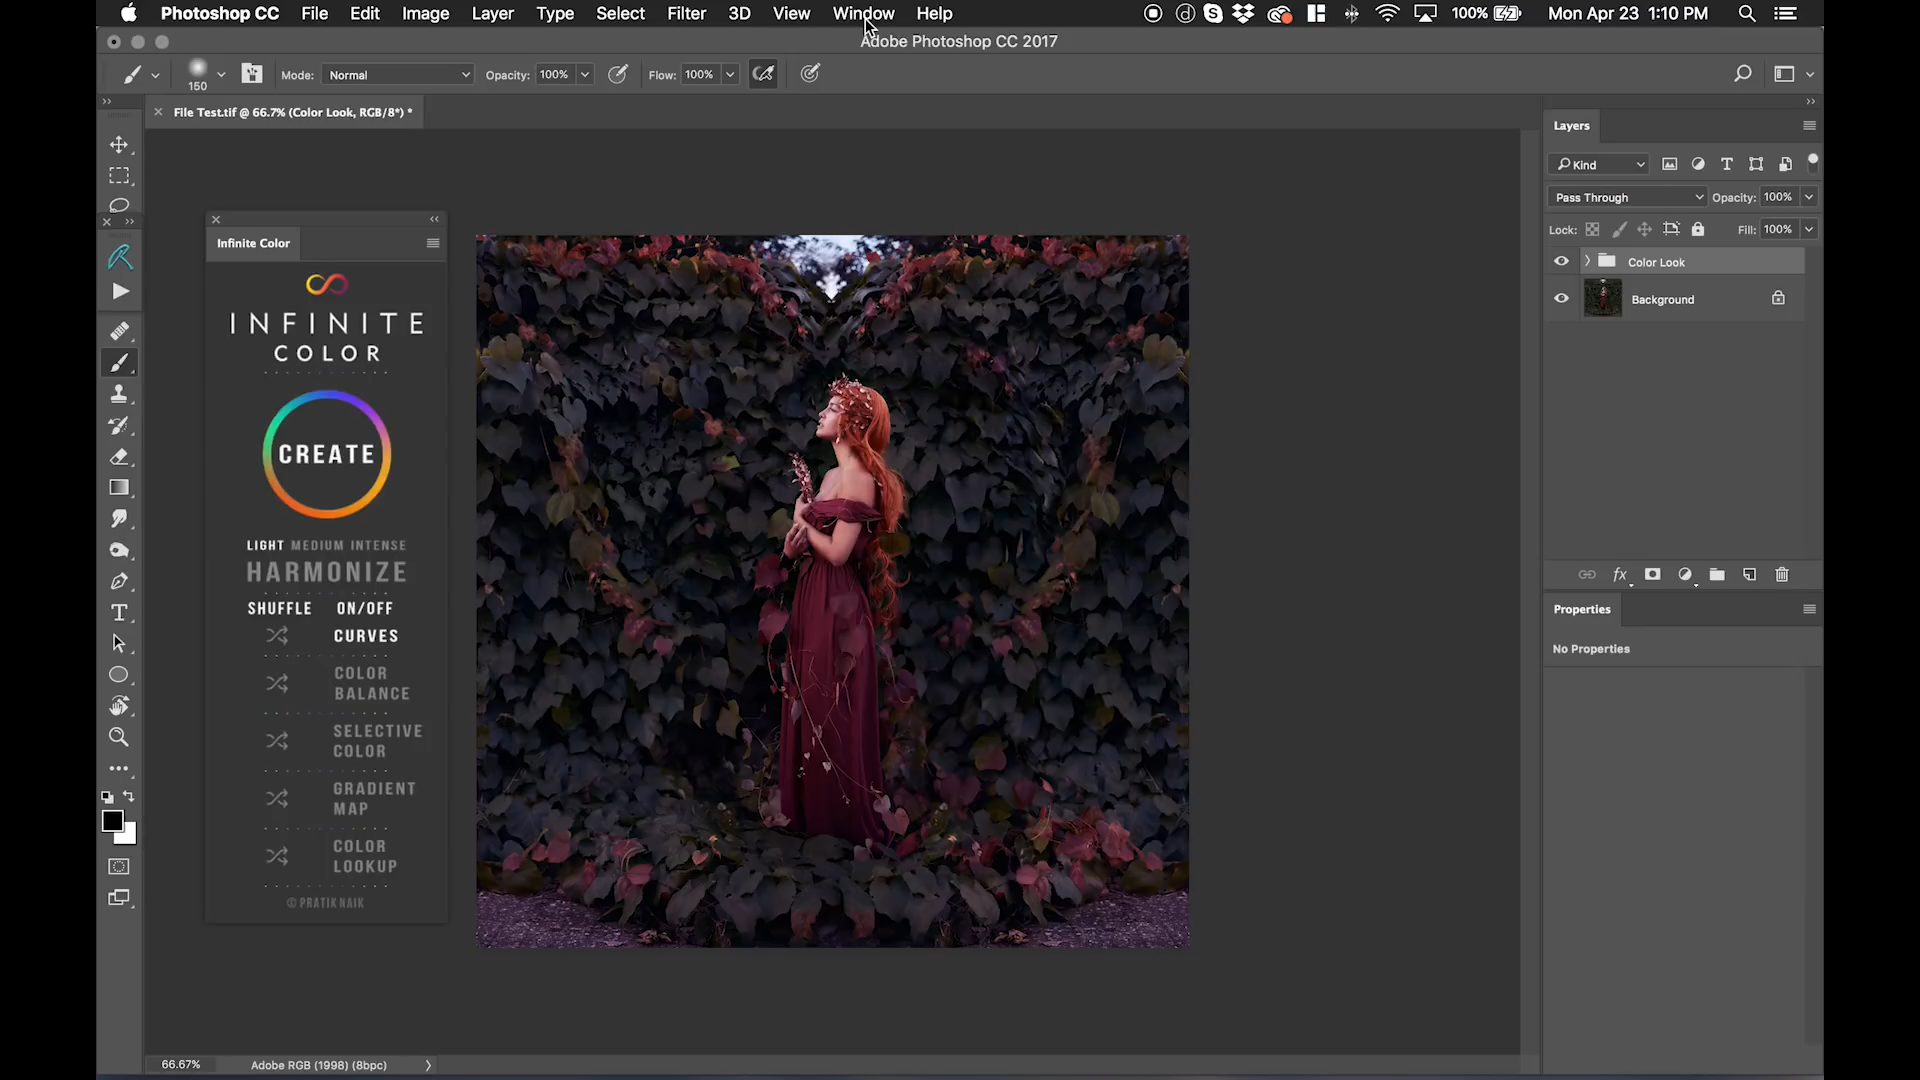 Photoshop CC File Edit Image Layer Type Select Filter 3D View Window Help 100% Mon Apr 23 1:10 PM
Adobe Photoshop CC 2017
150 Mode: Normal Opacity: 100% Flow: 100%
File Test.tif @ 66.7% (Color Look, RGB/8*) *
Layers
Kind
Pass Through Opacity: 100%
Lock: Fill: 100%
Color Look
Background
Infinite Color
INFINITE
COLOR
CREATE
LIGHT MEDIUM INTENSE
HARMONIZE
SHUFFLE ON/OFF
CURVES
COLOR
BALANCE
SELECTIVE
COLOR
GRADIENT
MAP
COLOR
LOOKUP
© PRATIK NAIK
fx
Properties
No Properties
66.67% Adobe RGB (1998) (8bpc)